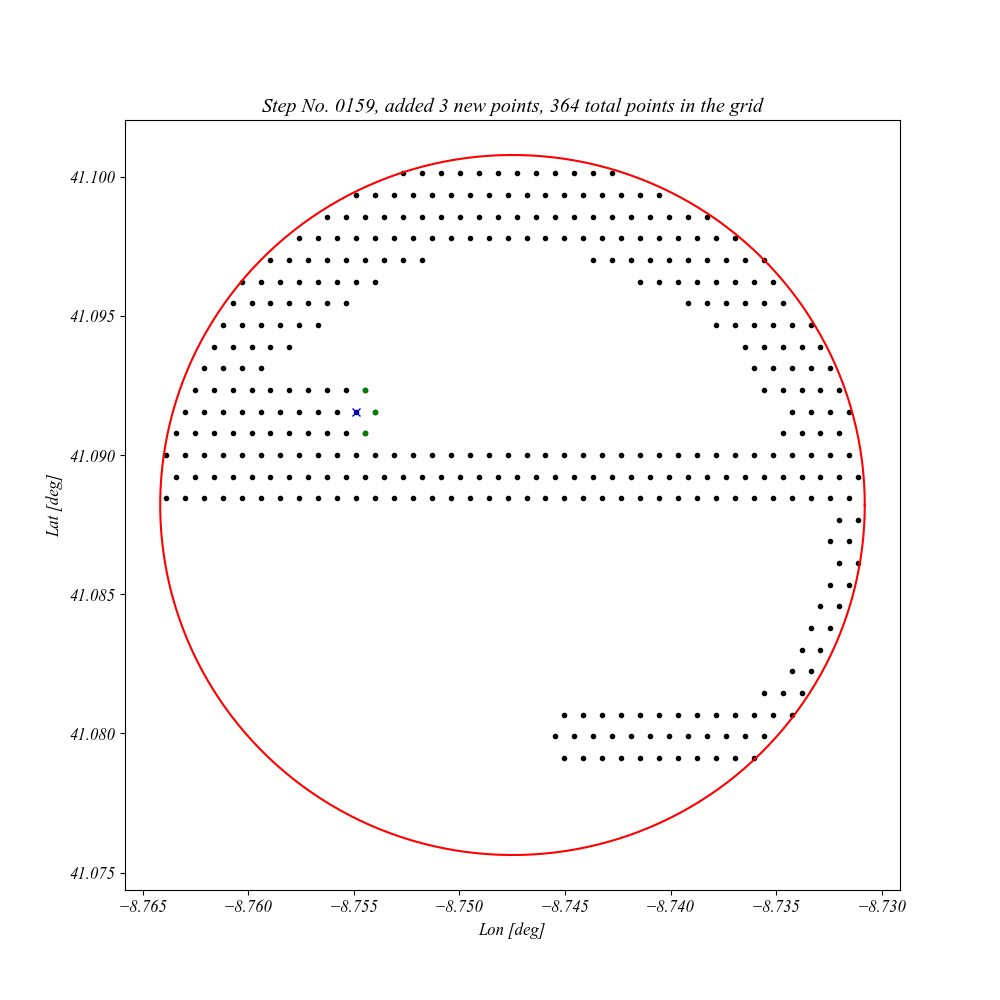 Step No. 0159, added 3 new points, 364 total points in the grid
41.100
41.095
41.090
41.085
41.080
41.075
Lat [deg]
−8.765 −8.760 −8.755 −8.750 −8.745 −8.740 −8.735 −8.730
Lon [deg]